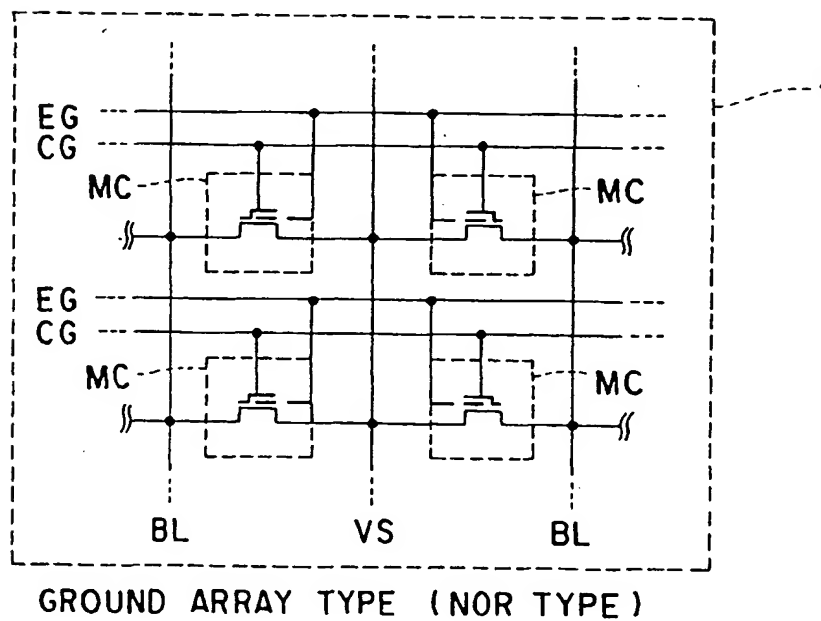 EG
CG
MC MC
EG
CG
MC MC
BL VS BL
GROUND ARRAY TYPE (NOR TYPE)